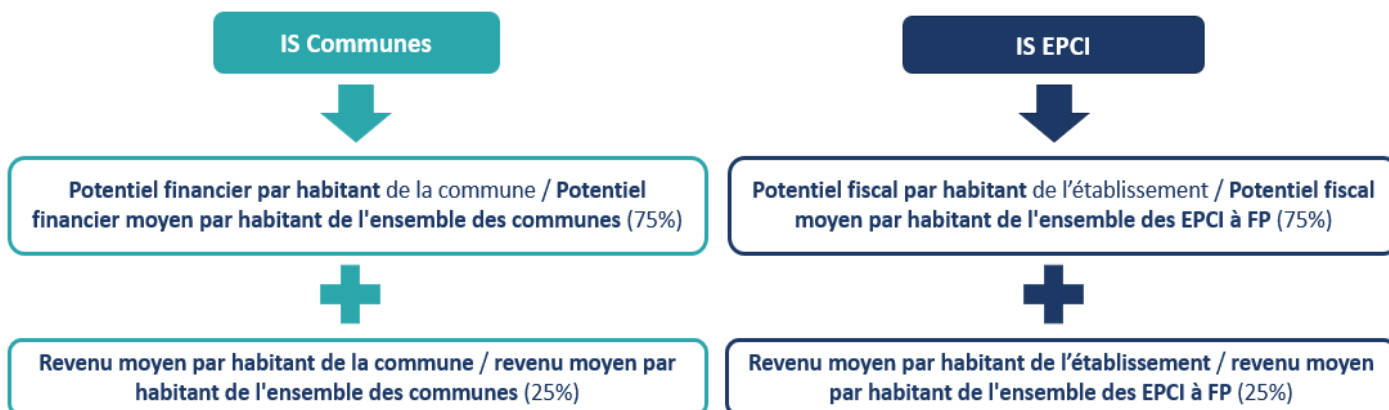 IS Communes
Potentiel financier par habitant de la commune / Potentiel
financier moyen par habitant de l'ensemble des communes (75%)
Revenu moyen par habitant de la commune / revenu moyen par
habitant de l'ensemble des communes (25%)
IS EPCI
Potentiel fiscal par habitant de l’établissement / Potentiel fiscal
moyen par habitant de l'ensemble des EPCI à FP (75%)
Revenu moyen par habitant de l’établissement / revenu moyen
par habitant de l'ensemble des EPCI à FP (25%)